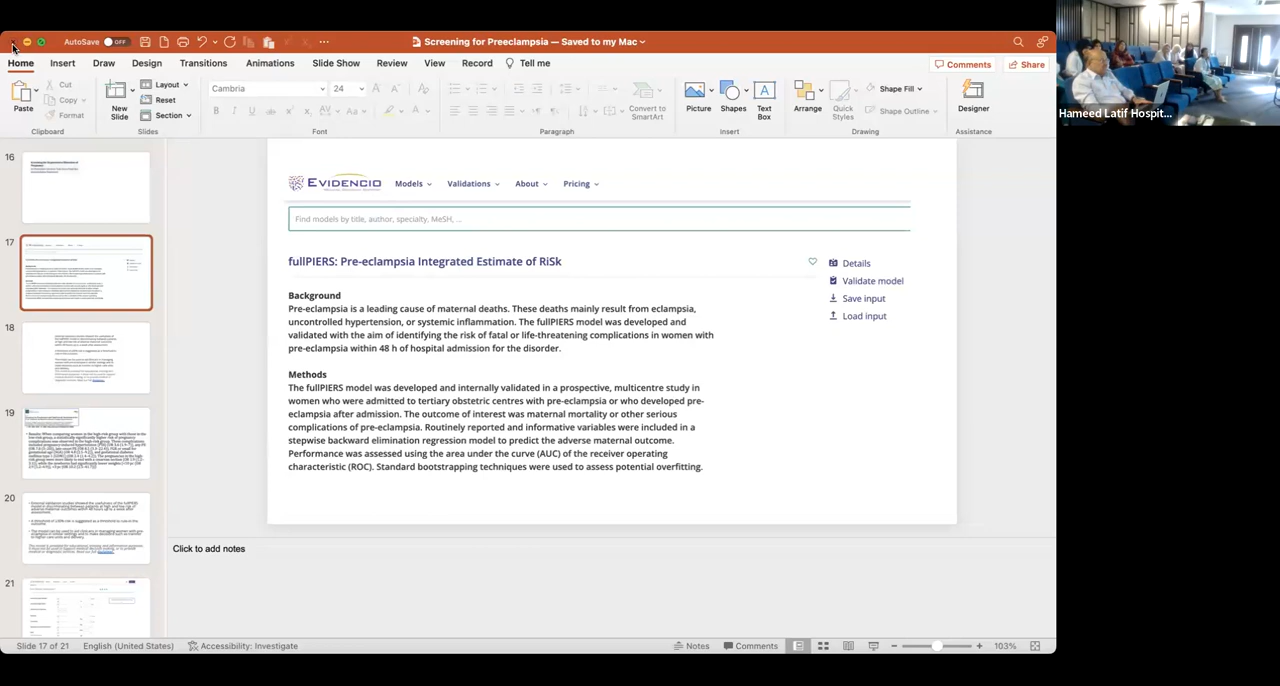 AutoSave OFF
Screening for Preeclampsia — Saved to my Mac
Home Insert Draw Design Transitions Animations Slide Show Review View Record Tell me
Comments Share
Paste
Cut
Copy
Format
Clipboard
New Slide
Layout
Reset
Section
Slides
Cambria 24
Font
Paragraph
Convert to SmartArt
Picture Shapes Text Box
Insert
Arrange Quick Styles
Shape Fill
Shape Outline
Drawing
Designer
Assistance
Hameed Latif Hospit...
16
17
18
19
20
21
EVIDENCIO
Models Validations About Pricing
Find models by title, author, specialty, MeSH, ...
fullPIERS: Pre-eclampsia Integrated Estimate of RiSk
Details
Validate model
Save input
Load input
Background
Pre-eclampsia is a leading cause of maternal deaths. These deaths mainly result from eclampsia,
uncontrolled hypertension, or systemic inflammation. The fullPIERS model was developed and
validated with the aim of identifying the risk of fatal or life-threatening complications in women with
pre-eclampsia within 48 h of hospital admission for the disorder.
Methods
The fullPIERS model was developed and internally validated in a prospective, multicentre study in
women who were admitted to tertiary obstetric centres with pre-eclampsia or who developed pre-
eclampsia after admission. The outcome of interest was maternal mortality or other serious
complications of pre-eclampsia. Routinely reported and informative variables were included in a
stepwise backward elimination regression model to predict the adverse maternal outcome.
Performance was assessed using the area under the curve (AUC) of the receiver operating
characteristic (ROC). Standard bootstrapping techniques were used to assess potential overfitting.
Click to add notes
Slide 17 of 21 English (United States) Accessibility: Investigate Notes Comments 103%